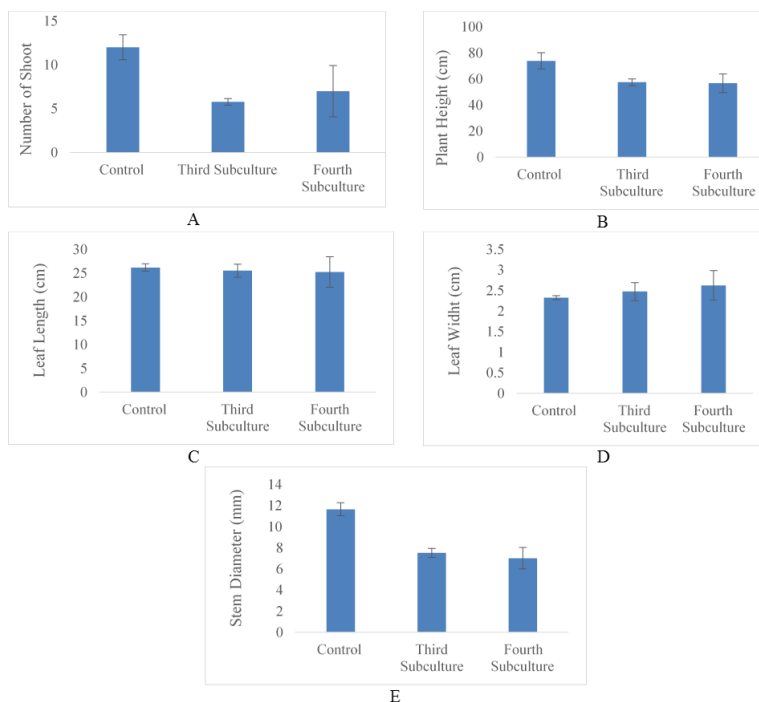 15
10
5
0
Number of Shoot
Control
Third Subculture
Fourth
Subculture
A
100
80
60
40
20
0
Plant Height (cm)
Control
Third
Subculture
Fourth
Subculture
B
30
25
20
15
10
5
0
Leaf Length (cm)
Control
Third
Subculture
Fourth
Subculture
C
3.5
3
2.5
2
1.5
1
0.5
0
Leaf Widht (cm)
Control
Third
Subculture
Fourth
Subculture
D
14
12
10
8
6
4
2
0
Stem Diameter (mm)
Control
Third
Subculture
Fourth
Subculture
E